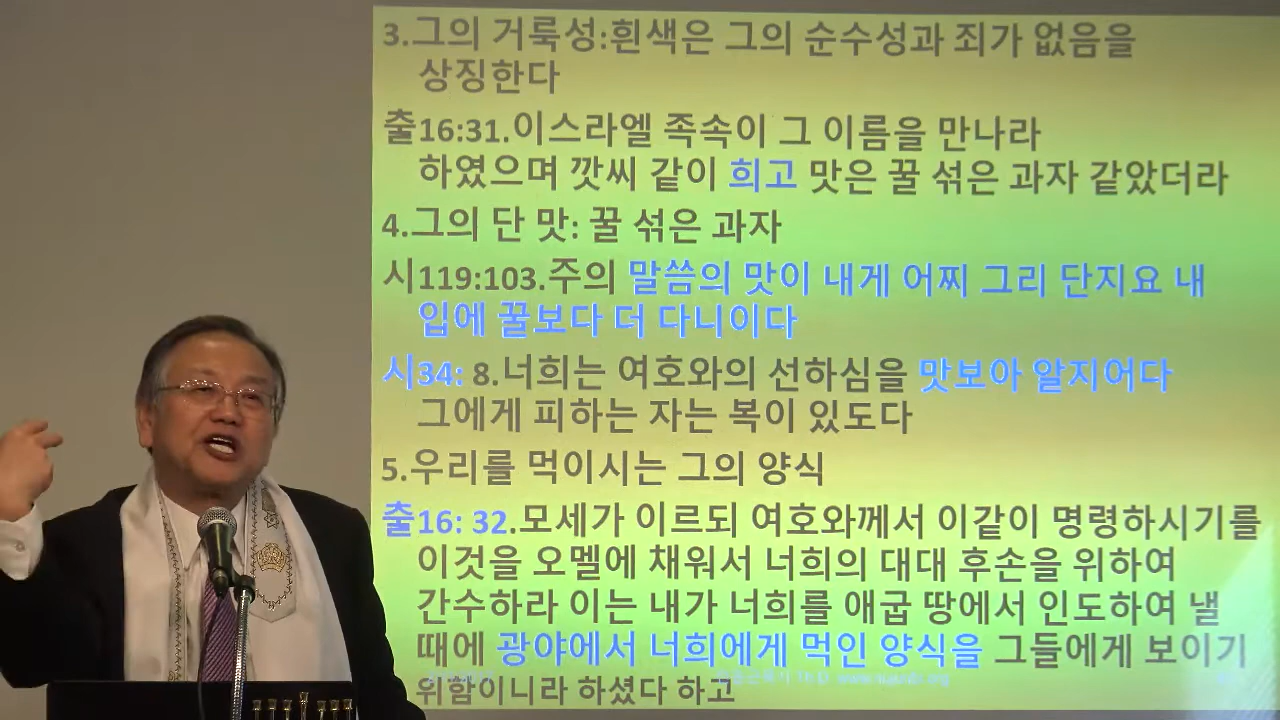 3.그의 거룩성:흰색은 그의 순수성과 죄가 없음을
상징한다
출16:31.이스라엘 족속이 그 이름을 만나라
하였으며 깟씨 같이 희고 맛은 꿀 섞은 과자 같았더라
4.그의 단 맛: 꿀 섞은 과자
시119:103.주의 말씀의 맛이 내게 어찌 그리 단지요 내
입에 꿀보다 더 다니이다
시34: 8.너희는 여호와의 선하심을 맛보아 알지어다
그에게 피하는 자는 복이 있도다
5.우리를 먹이시는 그의 양식
출16: 32.모세가 이르되 여호와께서 이같이 명령하시기를
이것을 오멜에 채워서 너희의 대대 후손을 위하여
간수하라 이는 내가 너희를 애굽 땅에서 인도하여 낼
때에 광야에서 너희에게 먹인 양식을 그들에게 보이기
위함이니라 하셨다 하고